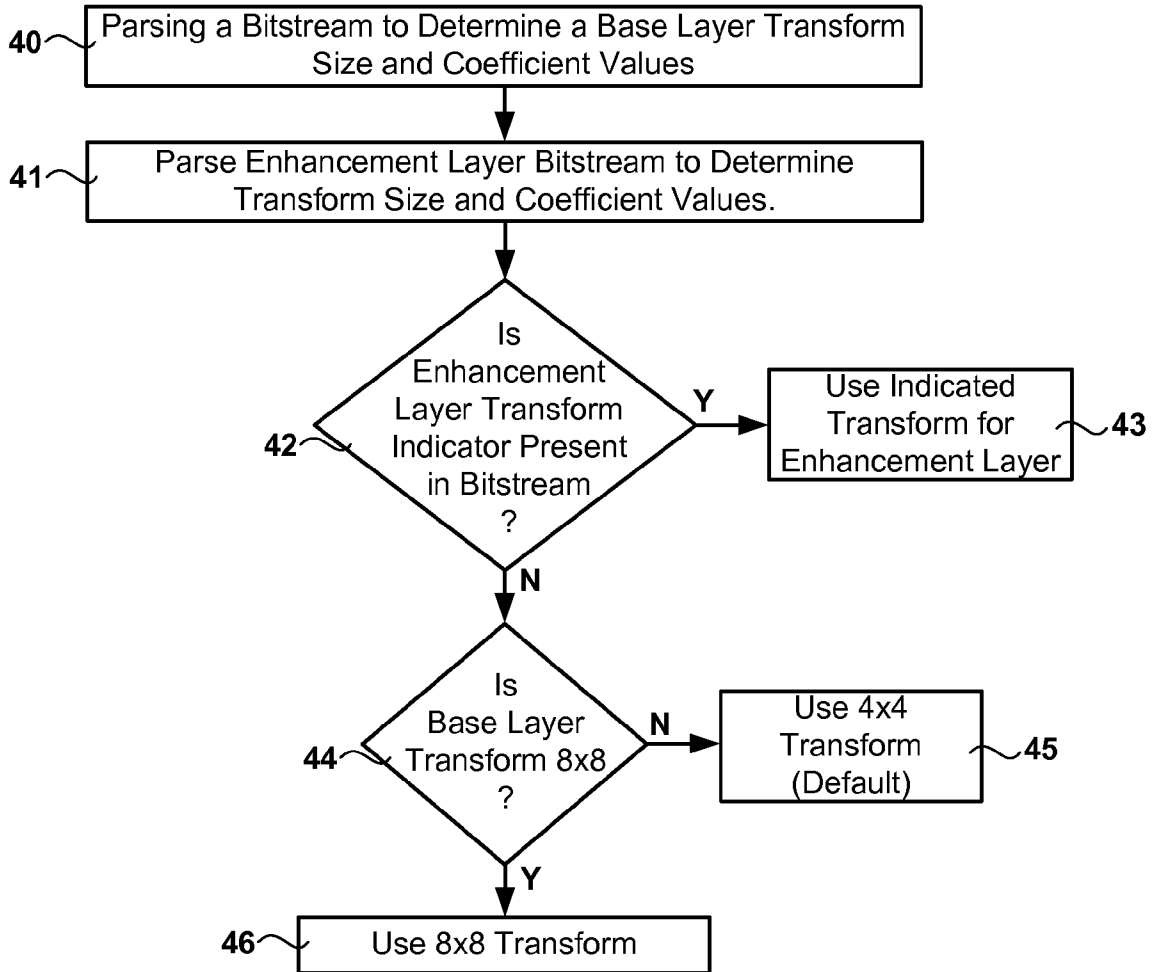 40
Parsing a Bitstream to Determine a Base Layer Transform
Size and Coefficient Values
41
Parse Enhancement Layer Bitstream to Determine
Transform Size and Coefficient Values.
Is
Enhancement
Layer Transform
Indicator Present
in Bitstream
?
42
Y
Use Indicated
Transform for
Enhancement Layer
43
N
Is
Base Layer
Transform 8x8
?
44
N
Use 4x4
Transform
(Default)
45
Y
46
Use 8x8 Transform